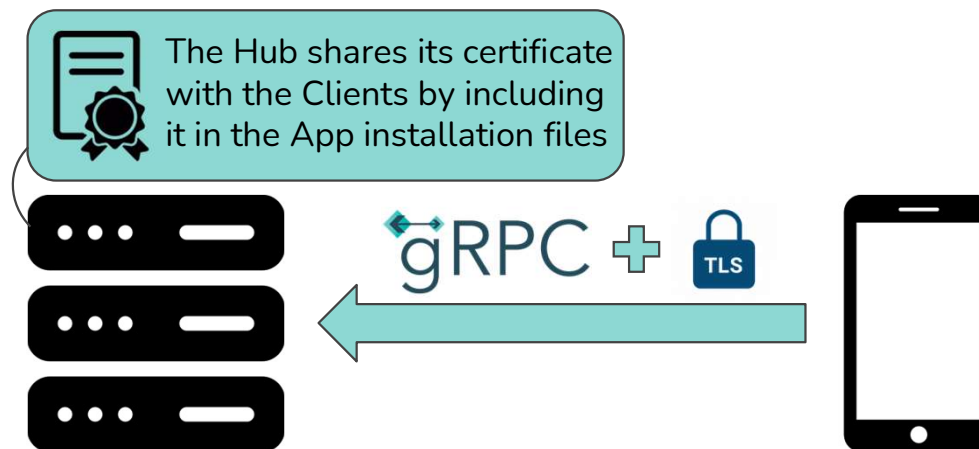 The Hub shares its certificate
with the Clients by including
it in the App installation files
gRPC
TLS